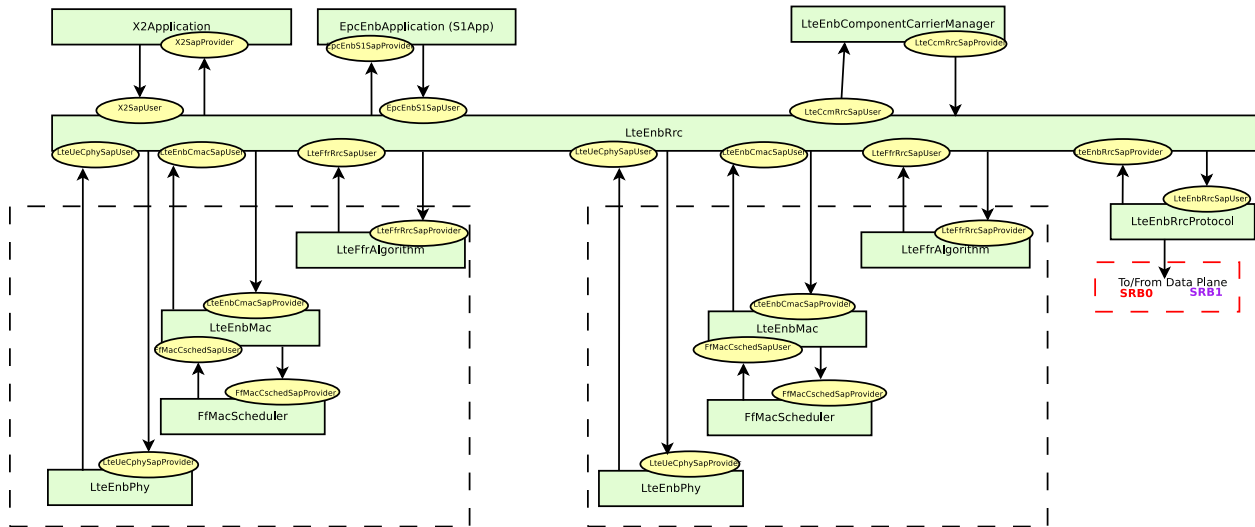 X2Application
EpcEnbApplication (S1App)
LteEnbComponentCarrierManager
X2SapProvider
EpcEnbS1SapProvider
LteCcmRrcSapProvider
X2SapUser
EpcEnbS1SapUser
LteCcmRrcSapUser
LteEnbRrc
LteUeCphySapUser
LteEnbCmacSapUser
LteFfrRrcSapUser
LteUeCphySapUser
LteEnbCmacSapUser
LteFfrRrcSapUser
LteEnbRrcSapProvider
LteEnbRrcSapUser
LteEnbRrcProtocol
LteFfrRrcSapProvider
LteFfrAlgorithm
LteFfrRrcSapProvider
LteFfrAlgorithm
To/From Data Plane
SRB0
SRB1
LteEnbCmacSapProvider
LteEnbMac
FfMacCschedSapUser
LteEnbCmacSapProvider
LteEnbMac
FfMacCschedSapUser
FfMacCschedSapProvider
FfMacScheduler
FfMacCschedSapProvider
FfMacScheduler
LteUeCphySapProvider
LteEnbPhy
LteUeCphySapProvider
LteEnbPhy